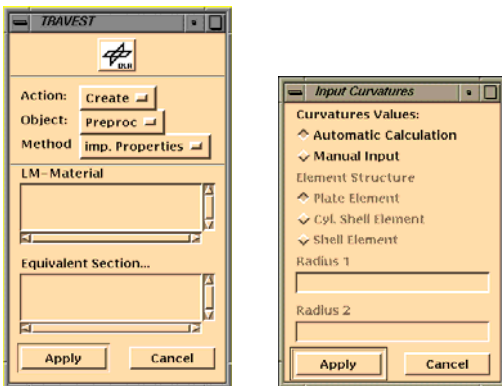 TRAVEST
DLR
Action: Create
Object: Preproc
Method imp. Properties
LM-Material
Equivalent Section...
Apply Cancel
Input Curvatures
Curvatures Values:
Automatic Calculation
Manual Input
Element Structure
Plate Element
Cyl. Shell Element
Shell Element
Radius 1
Radius 2
Apply Cancel